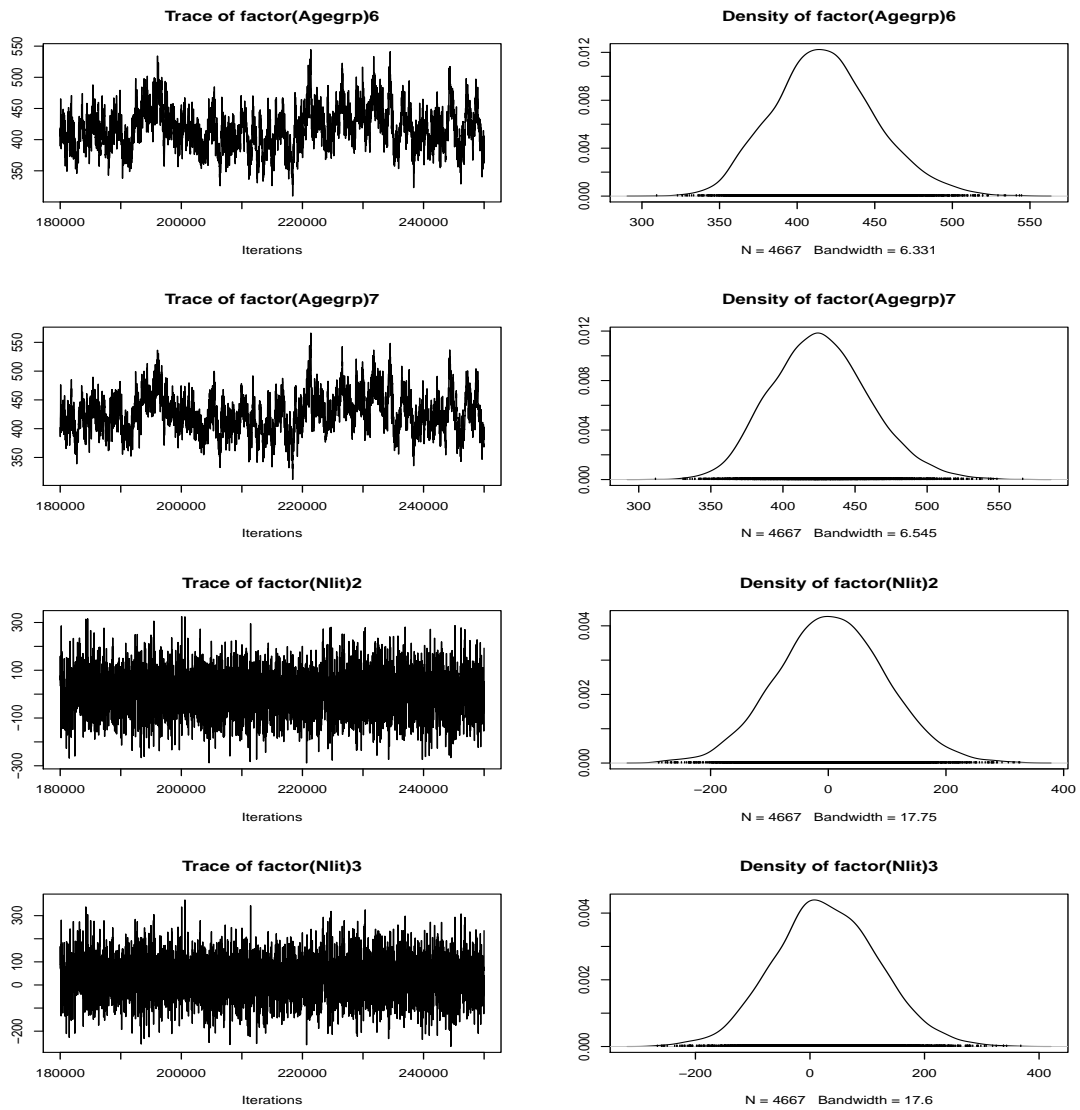 Trace of factor(Agegrp)6
550
500
450
400
350
180000 200000 220000 240000
Iterations
Density of factor(Agegrp)6
0.012
0.008
0.004
0.000
300 350 400 450 500 550
N = 4667 Bandwidth = 6.331
Trace of factor(Agegrp)7
550
500
450
400
350
180000 200000 220000 240000
Iterations
Density of factor(Agegrp)7
0.012
0.008
0.004
0.000
300 350 400 450 500 550
N = 4667 Bandwidth = 6.545
Trace of factor(Nlit)2
300
100
−100
−300
180000 200000 220000 240000
Iterations
Density of factor(Nlit)2
0.004
0.002
0.000
−200 0 200 400
N = 4667 Bandwidth = 17.75
Trace of factor(Nlit)3
300
100
0
−200
180000 200000 220000 240000
Iterations
Density of factor(Nlit)3
0.004
0.002
0.000
−200 0 200 400
N = 4667 Bandwidth = 17.6